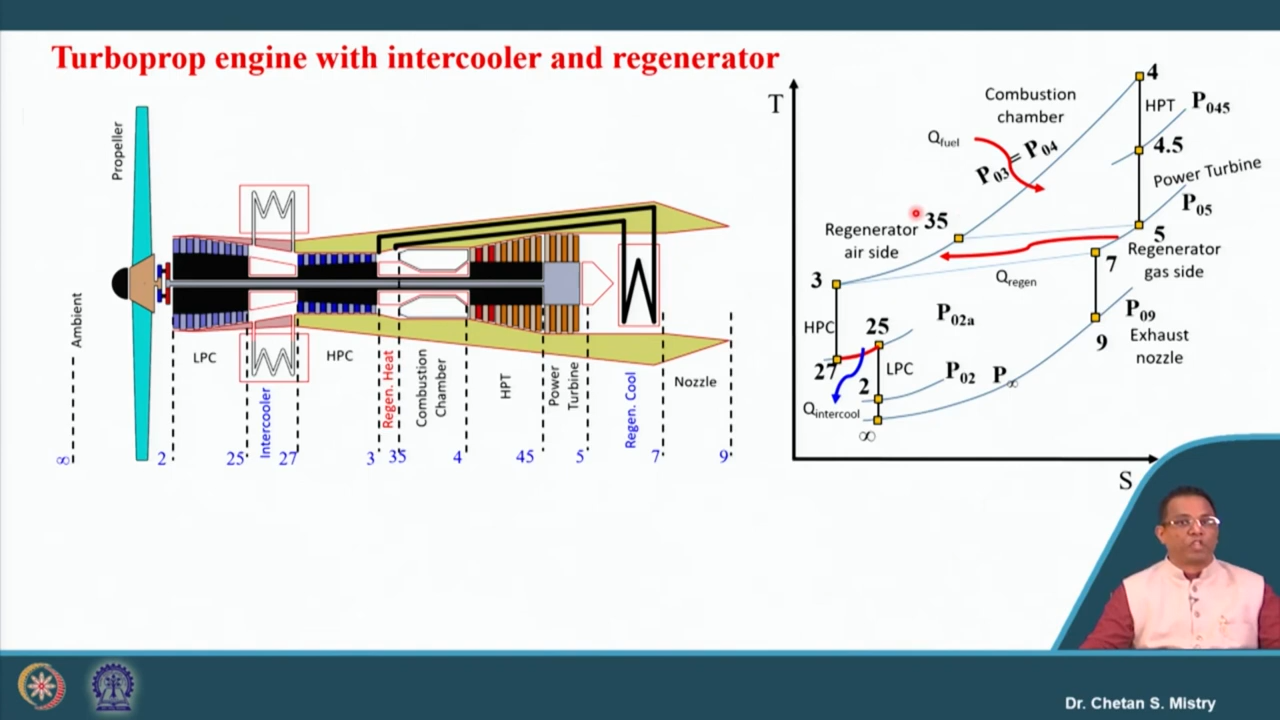 Turboprop engine with intercooler and regenerator
Propeller
Ambient
LPC
Intercooler
HPC
Regen. Heat
Combustion
Chamber
HPT
Power
Turbine
Regen. Cool
Nozzle
∞
2
25
27
3
35
4
45
5
7
9
T
Combustion
chamber
4
HPT
P045
Qfuel
P03 = P04
4.5
Power Turbine
P05
Regenerator
air side
35
5
Regenerator
gas side
7
Qregen
3
HPC
25
P02a
P09
9
Exhaust
nozzle
27
LPC
2
P02
P∞
Qintercool
∞
S
Dr. Chetan S. Mistry